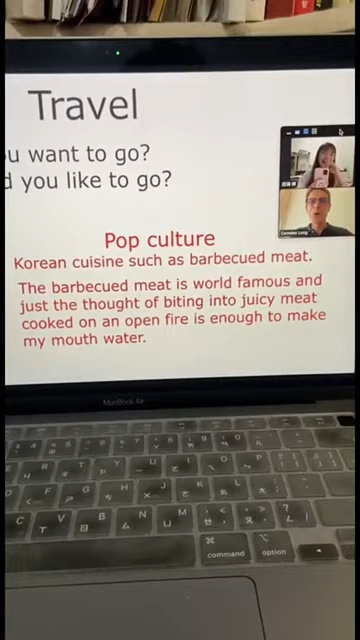 Travel
u want to go?
d you like to go?
Pop culture
Korean cuisine such as barbecued meat.
The barbecued meat is world famous and
just the thought of biting into juicy meat
cooked on an open fire is enough to make
my mouth water.
MacBook Air
command
option